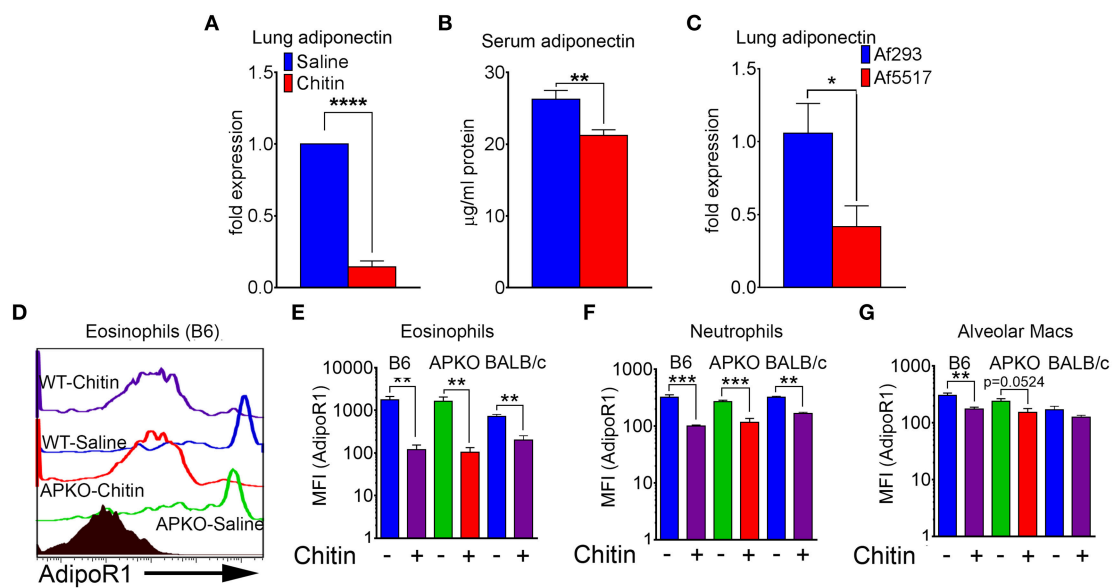 A
Lung adiponectin
Saline
Chitin
1.5
1.0
0.5
0.0
fold expression
****
B
Serum adiponectin
30
20
10
0
µg/ml protein
**
C
Lung adiponectin
Af293
Af5517
1.5
1.0
0.5
0.0
fold expression
*
D
Eosinophils (B6)
WT-Chitin
WT-Saline
APKO-Chitin
APKO-Saline
AdipoR1
E
Eosinophils
B6 APKO BALB/c
10000
1000
100
10
1
MFI (AdipoR1)
** ** **
Chitin - + - + - +
F
Neutrophils
B6 APKO BALB/c
1000
100
10
1
MFI (AdipoR1)
*** *** **
Chitin - + - + - +
G
Alveolar Macs
B6 APKO BALB/c
1000
100
10
1
MFI (AdipoR1)
** p=0.0524
Chitin - + - + - +